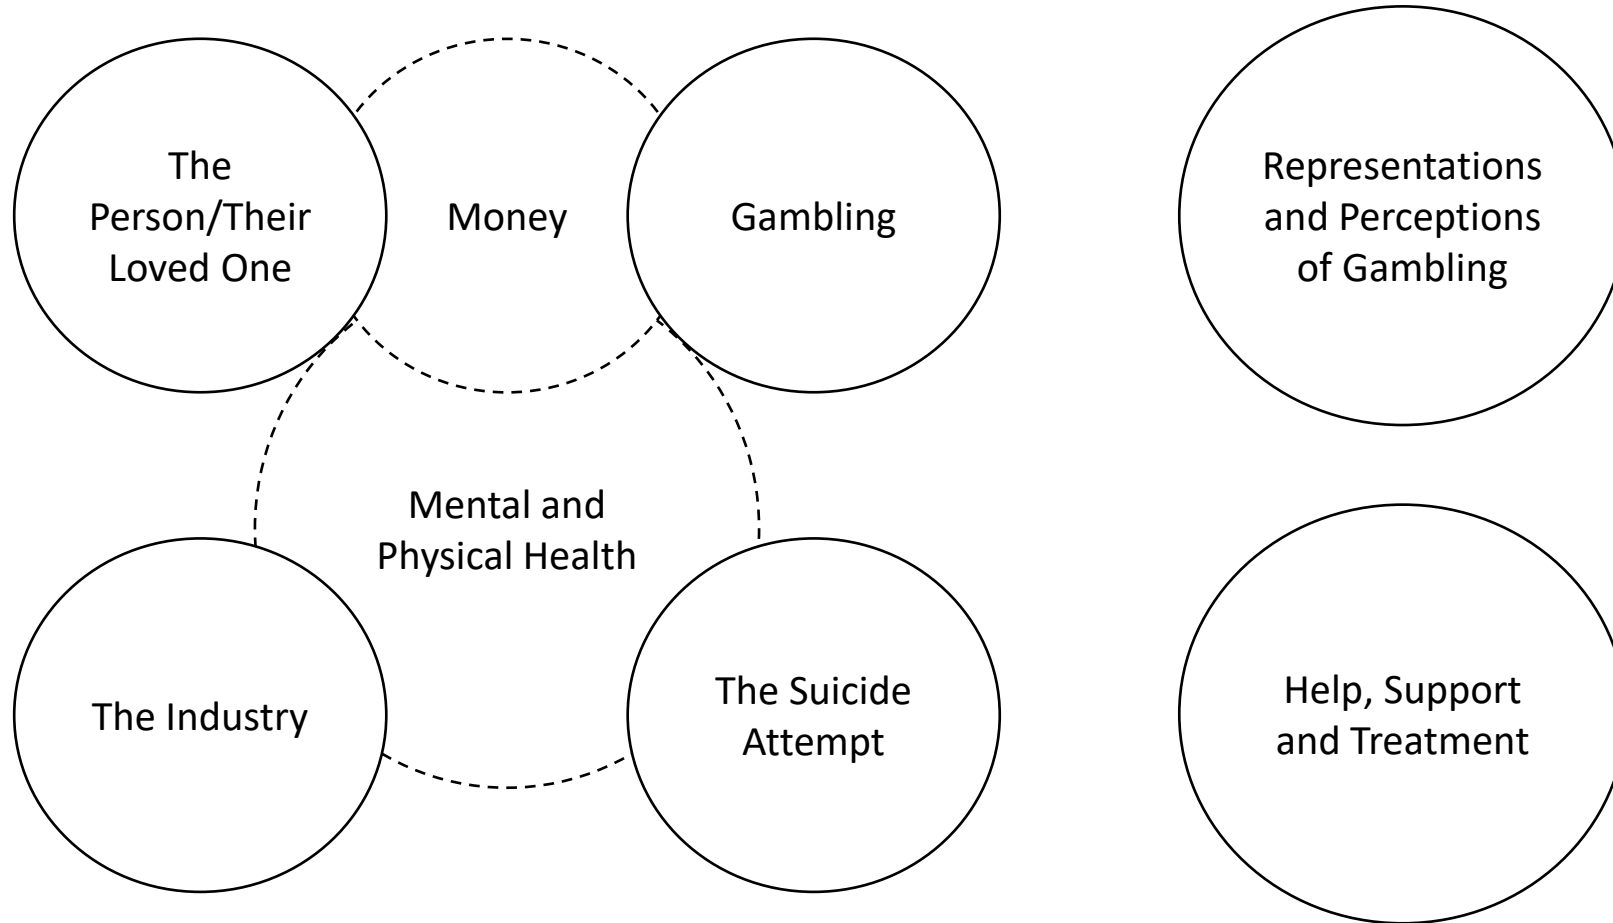 The
Person/Their
Loved One
Money
Gambling
Representations
and Perceptions
of Gambling
Mental and
Physical Health
The Industry
The Suicide
Attempt
Help, Support
and Treatment